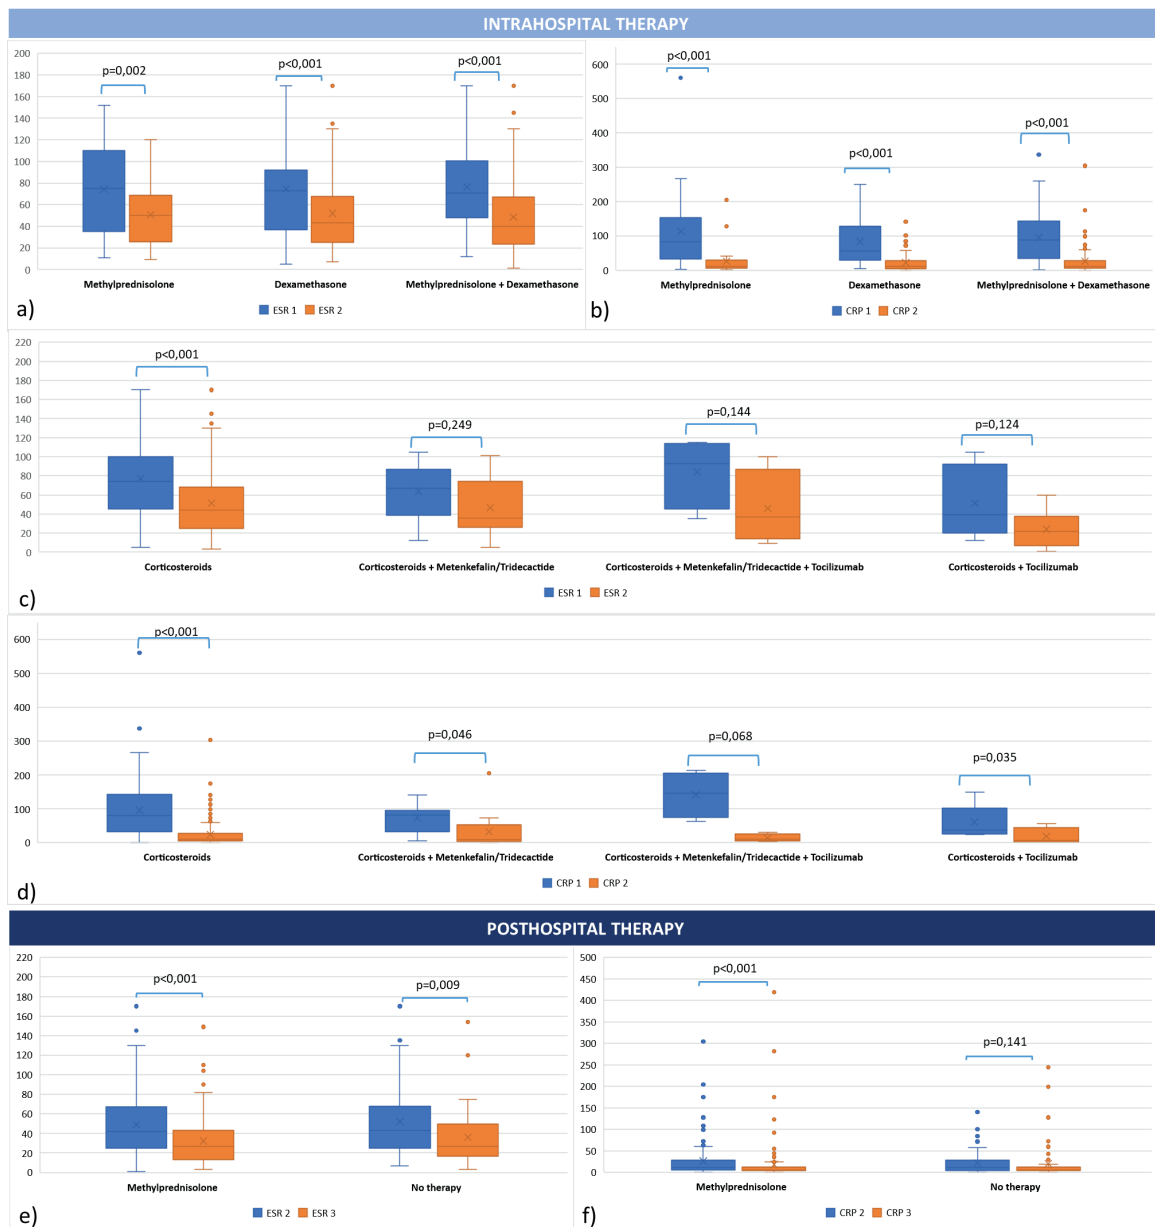 INTRAHOSPITAL THERAPY
200
180
160
140
120
100
80
60
40
20
0
p=0,002
p<0,001
p<0,001
Methylprednisolone
Dexamethasone
Methylprednisolone + Dexamethasone
ESR 1
ESR 2
a)
600
500
400
300
200
100
0
p<0,001
p<0,001
p<0,001
Methylprednisolone
Dexamethasone
Methylprednisolone + Dexamethasone
CRP 1
CRP 2
b)
220
200
180
160
140
120
100
80
60
40
20
0
p<0,001
p=0,249
p=0,144
p=0,124
Corticosteroids
Corticosteroids + Metenkefalin/Tridecactide
Corticosteroids + Metenkefalin/Tridecactide + Tocilizumab
Corticosteroids + Tocilizumab
ESR 1
ESR 2
c)
600
500
400
300
200
100
0
p<0,001
p=0,046
p=0,068
p=0,035
Corticosteroids
Corticosteroids + Metenkefalin/Tridecactide
Corticosteroids + Metenkefalin/Tridecactide + Tocilizumab
Corticosteroids + Tocilizumab
CRP 1
CRP 2
d)
POSTHOSPITAL THERAPY
220
200
180
160
140
120
100
80
60
40
20
0
p<0,001
p=0,009
Methylprednisolone
No therapy
ESR 2
ESR 3
e)
500
450
400
350
300
250
200
150
100
50
0
p<0,001
p=0,141
Methylprednisolone
No therapy
CRP 2
CRP 3
f)